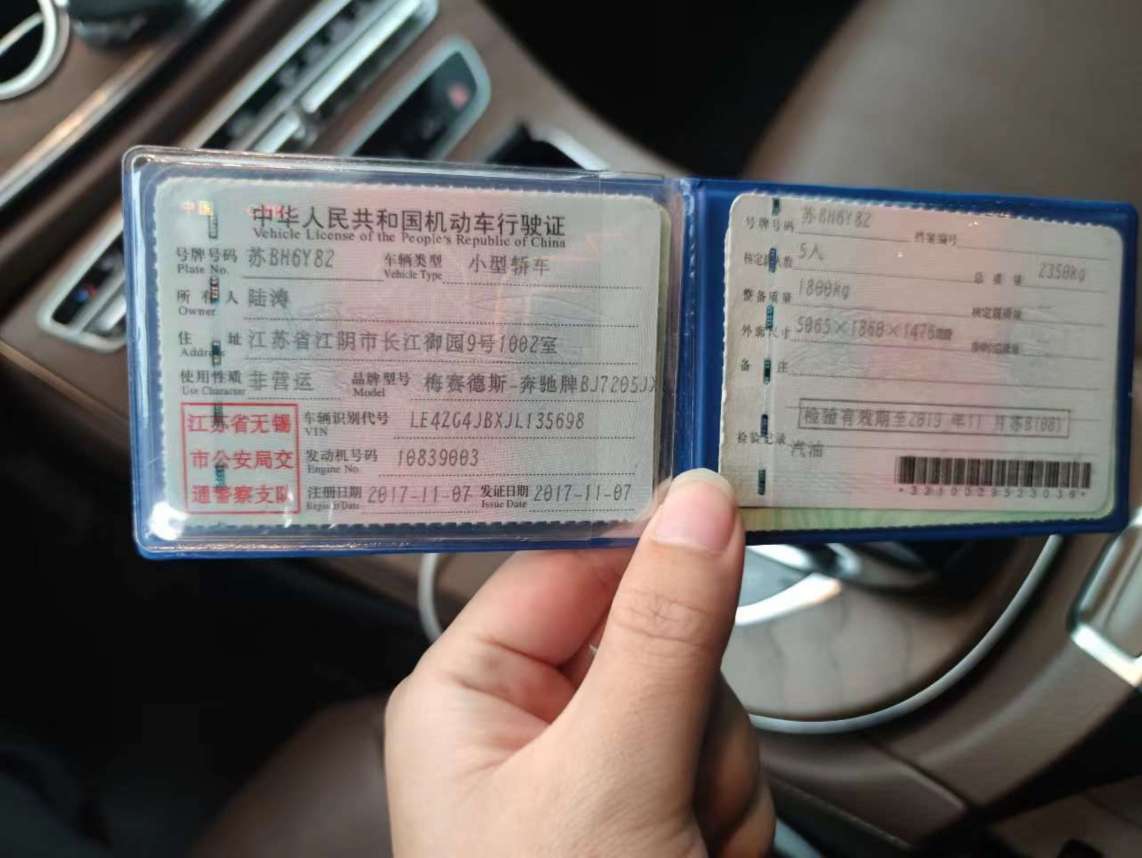 中华人民共和国机动车行驶证
Vehicle License of the People's Republic of China
号牌号码 苏BH6Y82 车辆类型 小型轿车
Plate No. Vehicle Type
所有人 陆涛
Owner
住址 江苏省江阴市长江御园9号1002室
Address
使用性质 非营运 品牌型号 梅赛德斯-奔驰牌BJ7205JX
Use Character Model
江苏省无锡
市公安局交
通警察支队
车辆识别代号 LE4ZG4JBXJL135698
VIN
发动机号码 10839003
Engine No.
注册日期 2017-11-07 发证日期 2017-11-07
Register Date Issue Date
号牌号码 苏BH6Y82 档案编号
核定载人数 5人 总质量 2350kg
整备质量 1800kg 核定载质量
外廓尺寸 5065×1860×1476mm
备注
检验有效期至2019年11月苏B(08)
检验记录 汽油